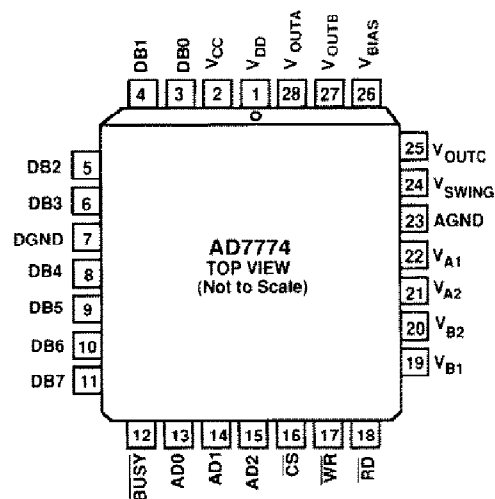 DB1
DB0
VCC
VDD
VOUTA
VOUTB
VBIAS
4
3
2
1
28
27
26
DB2 5
DB3 6
DGND 7
DB4 8
DB5 9
DB6 10
DB7 11
AD7774
TOP VIEW
(Not to Scale)
25 VOUTC
24 VSWING
23 AGND
22 VA1
21 VA2
20 VB2
19 VB1
12
13
14
15
16
17
18
BUSY
AD0
AD1
AD2
CS
WR
RD